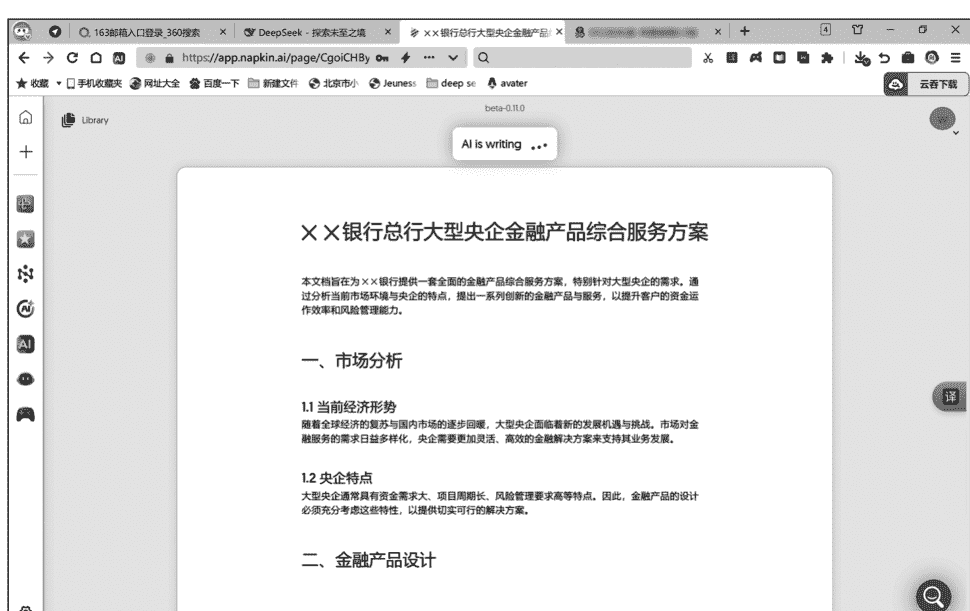 163邮箱入口登录_360搜索
DeepSeek - 探索未至之境
××银行总行大型央企金融产品
4
https://app.napkin.ai/page/CgoiCHBy
收藏 手机收藏夹 网址大全 百度一下 新建文件 北京市小 Jeuness deep se avater
云吞下载
Library
beta-0.11.0
AI is writing ...
××银行总行大型央企金融产品综合服务方案
本文档旨在为××银行提供一套全面的金融产品综合服务方案，特别针对大型央企的需求。通
过分析当前市场环境与央企的特点，提出一系列创新的金融产品与服务，以提升客户的资金运
作效率和风险管理能力。
一、市场分析
1.1 当前经济形势
随着全球经济的复苏与国内市场的逐步回暖，大型央企面临着新的发展机遇与挑战。市场对金
融服务的需求日益多样化，央企需要更加灵活、高效的金融解决方案来支持其业务发展。
1.2 央企特点
大型央企通常具有资金需求大、项目周期长、风险管理要求高等特点。因此，金融产品的设计
必须充分考虑这些特性，以提供切实可行的解决方案。
二、金融产品设计
AI
AI
译